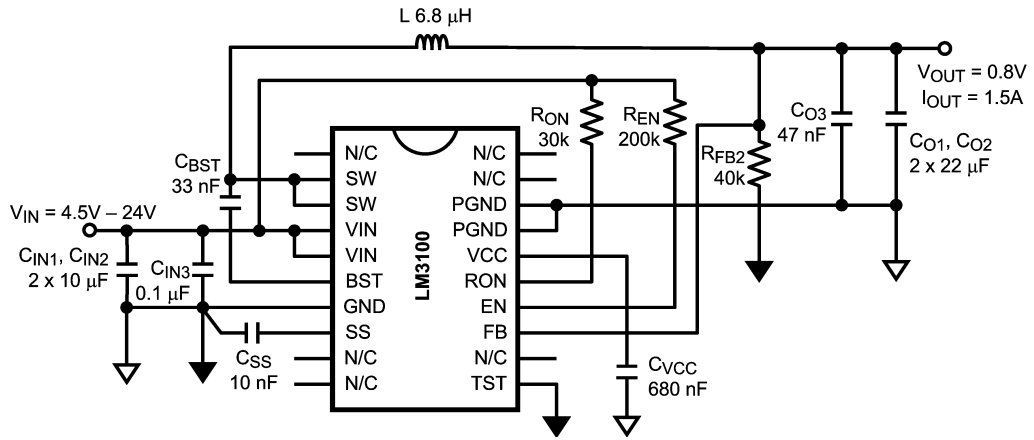 L 6.8 μH
VOUT = 0.8V
IOUT = 1.5A
RON
30k
REN
200k
CO3
47 nF
CO1, CO2
2 x 22 μF
RFB2
40k
CBST
33 nF
VIN = 4.5V – 24V
CIN1, CIN2
2 x 10 μF
CIN3
0.1 μF
CSS
10 nF
N/C
SW
SW
VIN
VIN
BST
GND
SS
N/C
N/C
LM3100
N/C
N/C
PGND
PGND
VCC
RON
EN
FB
N/C
TST
CVCC
680 nF